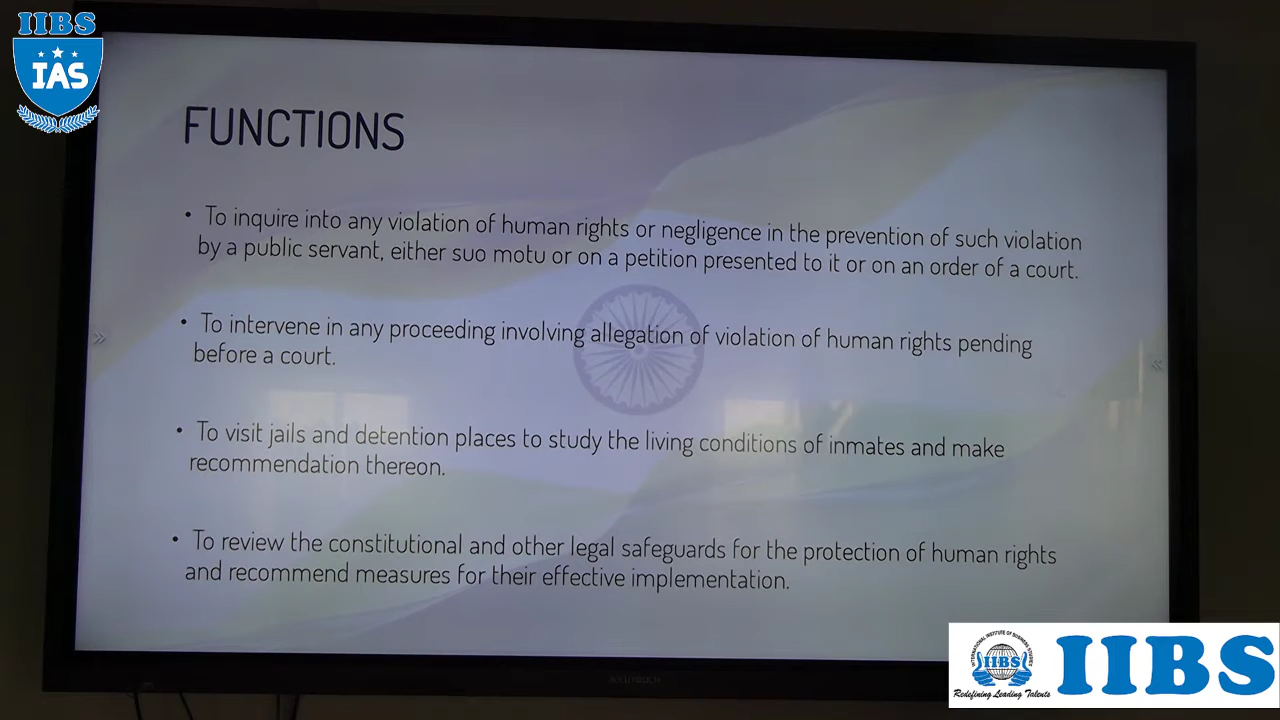 IIBS
IAS
FUNCTIONS
• To inquire into any violation of human rights or negligence in the prevention of such violation
by a public servant, either suo motu or on a petition presented to it or on an order of a court.
• To intervene in any proceeding involving allegation of violation of human rights pending
before a court.
• To visit jails and detention places to study the living conditions of inmates and make
recommendation thereon.
• To review the constitutional and other legal safeguards for the protection of human rights
and recommend measures for their effective implementation.
INTERNATIONAL INSTITUTE OF BUSINESS STUDIES
IIBS
Redefining Leading Talents
IIBS